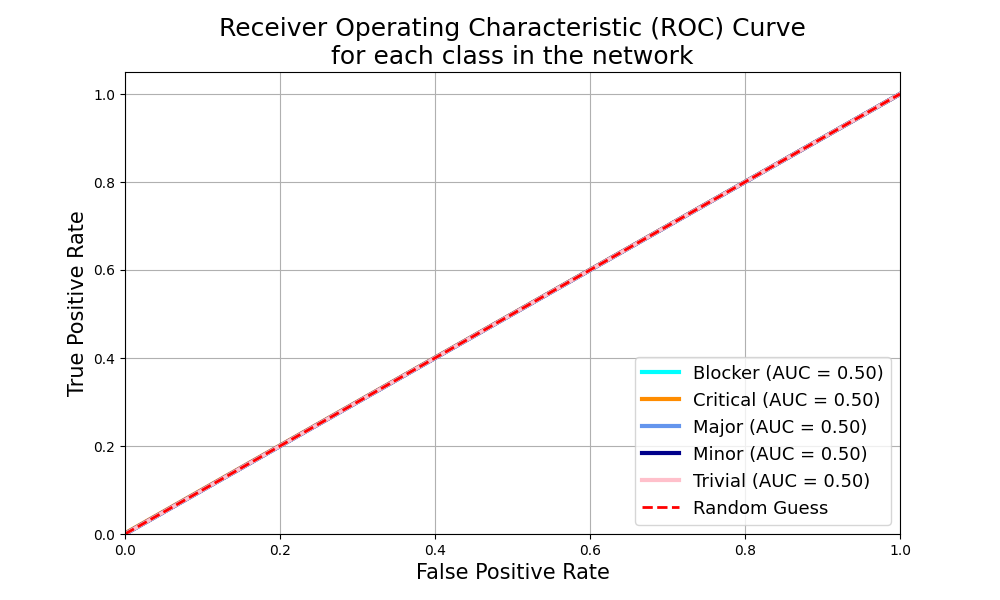 Receiver Operating Characteristic (ROC) Curve
for each class in the network
True Positive Rate
1.0
0.8
0.6
0.4
0.2
0.0
Blocker (AUC = 0.50)
Critical (AUC = 0.50)
Major (AUC = 0.50)
Minor (AUC = 0.50)
Trivial (AUC = 0.50)
Random Guess
0.0 0.2 0.4 0.6 0.8 1.0
False Positive Rate